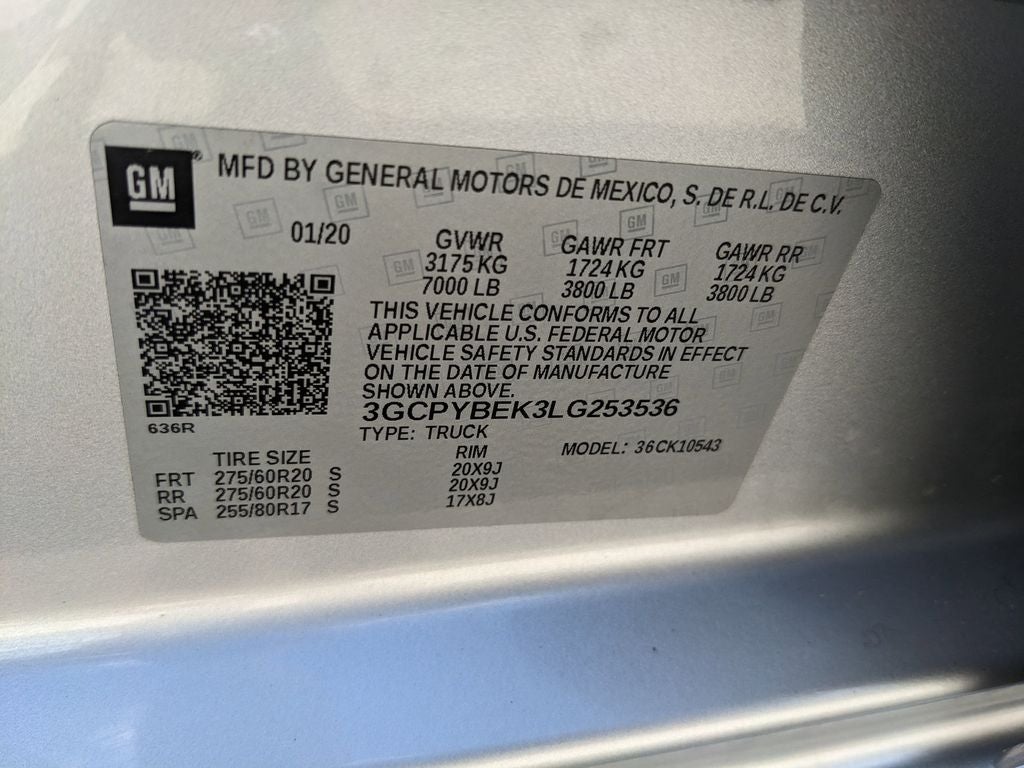 GM
MFD BY GENERAL MOTORS DE MEXICO, S. DE R.L. DE C.V.
01/20
GVWR GAWR FRT GAWR RR
3175 KG 1724 KG 1724 KG
7000 LB 3800 LB 3800 LB
THIS VEHICLE CONFORMS TO ALL
APPLICABLE U.S. FEDERAL MOTOR
VEHICLE SAFETY STANDARDS IN EFFECT
ON THE DATE OF MANUFACTURE
SHOWN ABOVE.
3GCPYBEK3LG253536
636R
TYPE: TRUCK
MODEL: 36CK10543
TIRE SIZE RIM
FRT 275/60R20 S 20X9J
RR 275/60R20 S 20X9J
SPA 255/80R17 S 17X8J